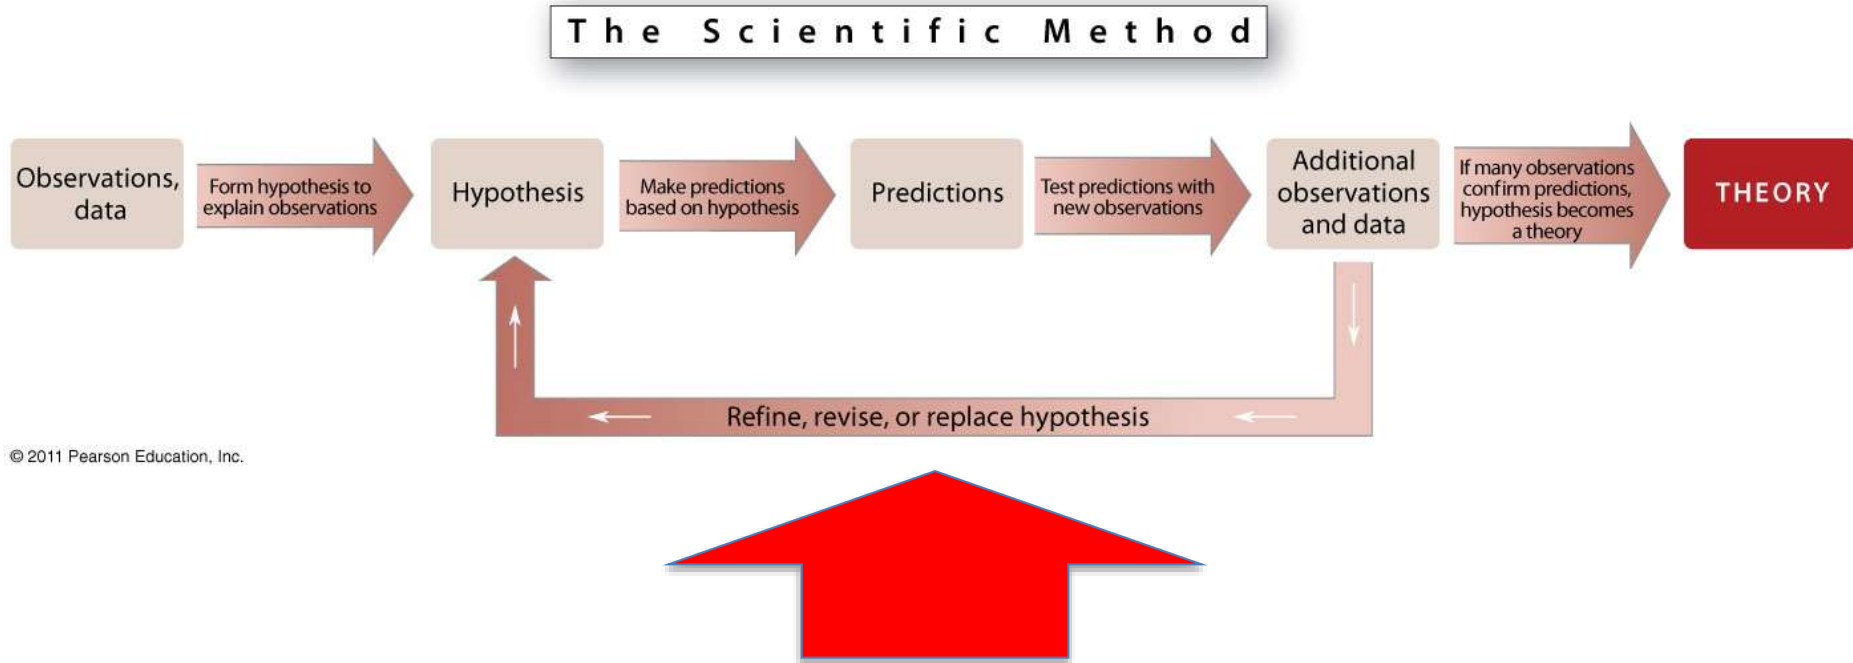 The Scientific Method
Observations,
data
Form hypothesis to
explain observations
Hypothesis
Make predictions
based on hypothesis
Predictions
Test predictions with
new observations
Additional
observations
and data
If many observations
confirm predictions,
hypothesis becomes
a theory
THEORY
Refine, revise, or replace hypothesis
© 2011 Pearson Education, Inc.